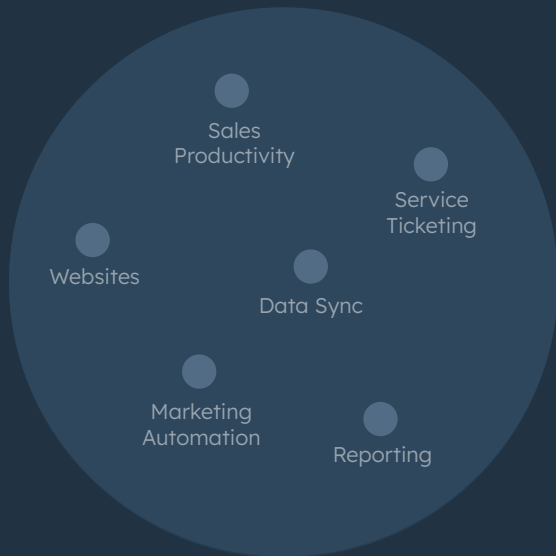 Sales
Productivity
Service
Ticketing
Websites
Data Sync
Marketing
Automation
Reporting